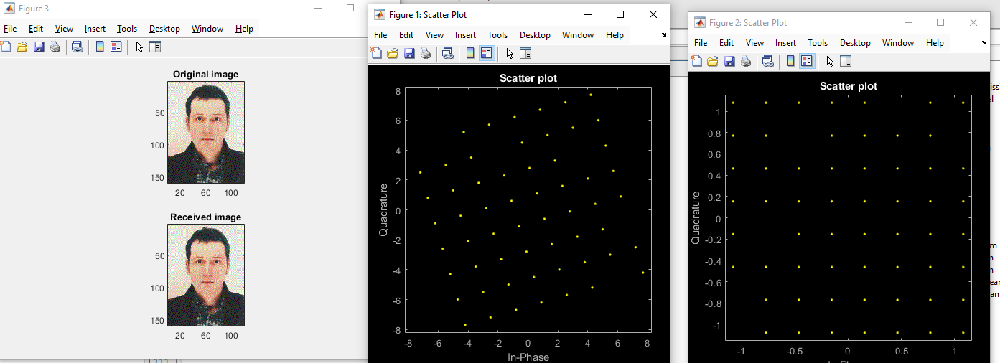 Figure 3
File Edit View Insert Tools Desktop Window Help
Original image
50
100
150
20 60 100
Received image
50
100
150
20 60 100
Figure 1: Scatter Plot
File Edit View Insert Tools Desktop Window Help
Scatter plot
8
6
4
2
0
-2
-4
-6
-8
Quadrature
-8 -6 -4 -2 0 2 4 6 8
In-Phase
Figure 2: Scatter Plot
File Edit View Insert Tools Desktop Window Help
Scatter plot
1
0.8
0.6
0.4
0.2
0
-0.2
-0.4
-0.6
-0.8
-1
Quadrature
-1 -0.5 0 0.5 1